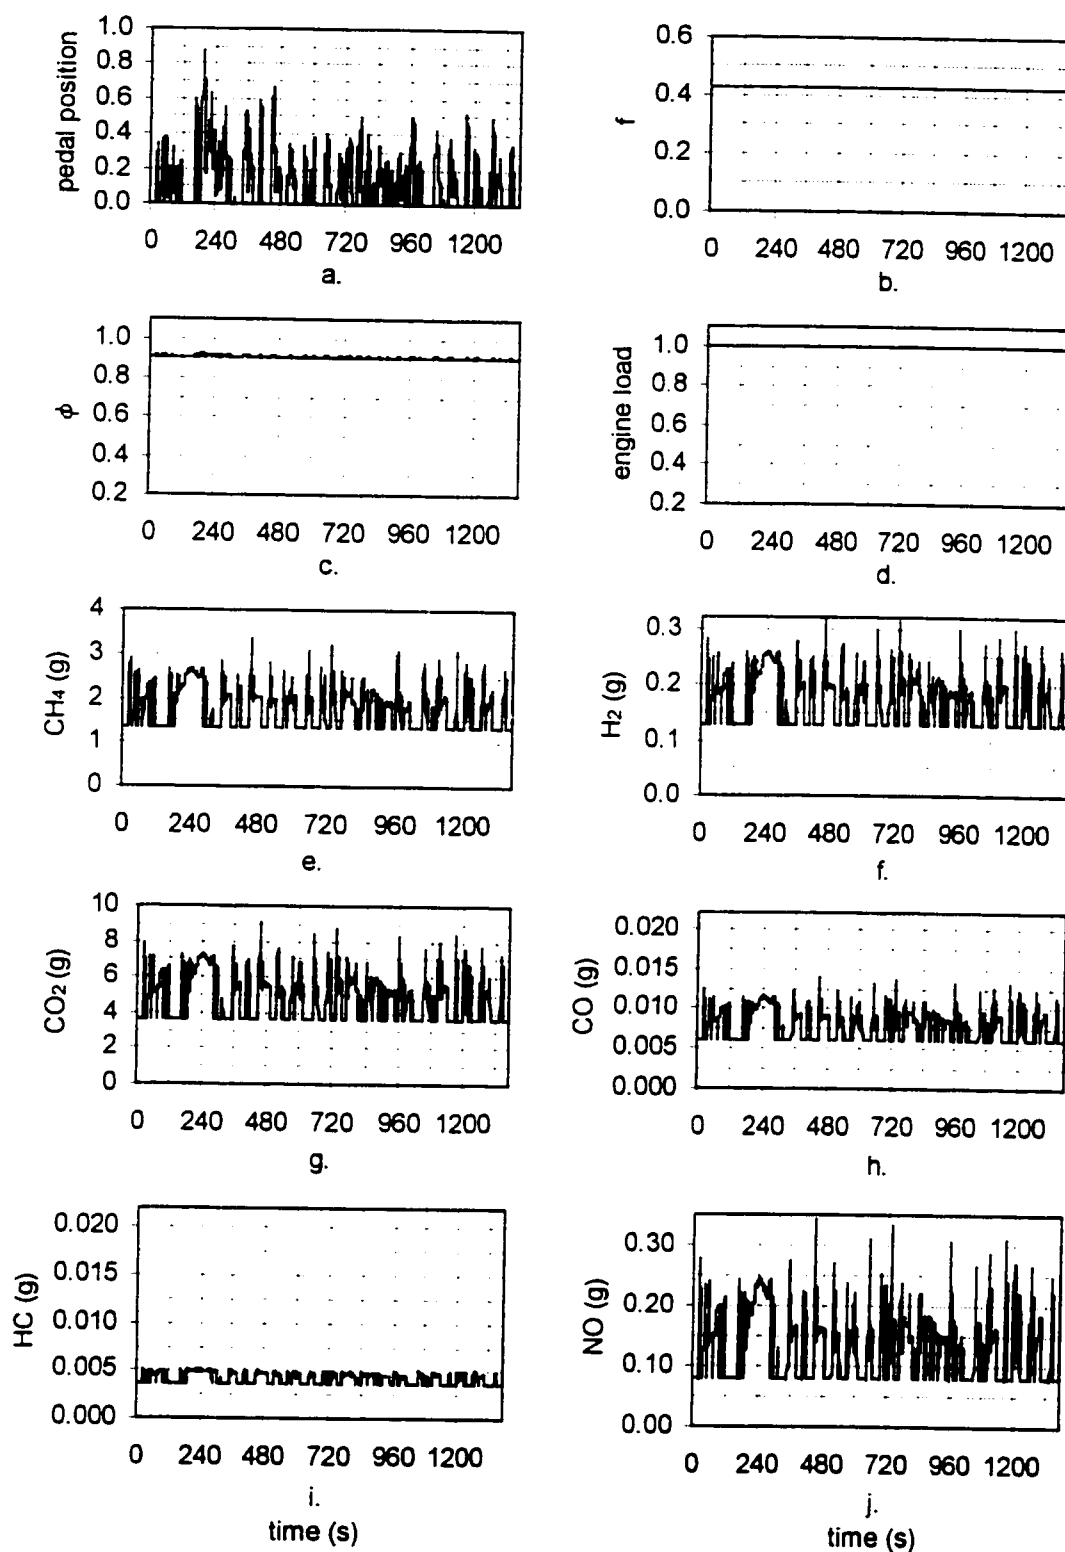 pedal position
1.0
0.8
0.6
0.4
0.2
0.0
0 240 480 720 960 1200
a.
f
0.6
0.4
0.2
0.0
0 240 480 720 960 1200
b.
ϕ
1.0
0.8
0.6
0.4
0.2
0 240 480 720 960 1200
c.
engine load
1.0
0.8
0.6
0.4
0.2
0 240 480 720 960 1200
d.
CH₄ (g)
4
3
2
1
0
0 240 480 720 960 1200
e.
H₂ (g)
0.3
0.2
0.1
0.0
0 240 480 720 960 1200
f.
CO₂ (g)
10
8
6
4
2
0
0 240 480 720 960 1200
g.
CO (g)
0.020
0.015
0.010
0.005
0.000
0 240 480 720 960 1200
h.
HC (g)
0.020
0.015
0.010
0.005
0.000
0 240 480 720 960 1200
i.
time (s)
NO (g)
0.30
0.20
0.10
0.00
0 240 480 720 960 1200
j.
time (s)